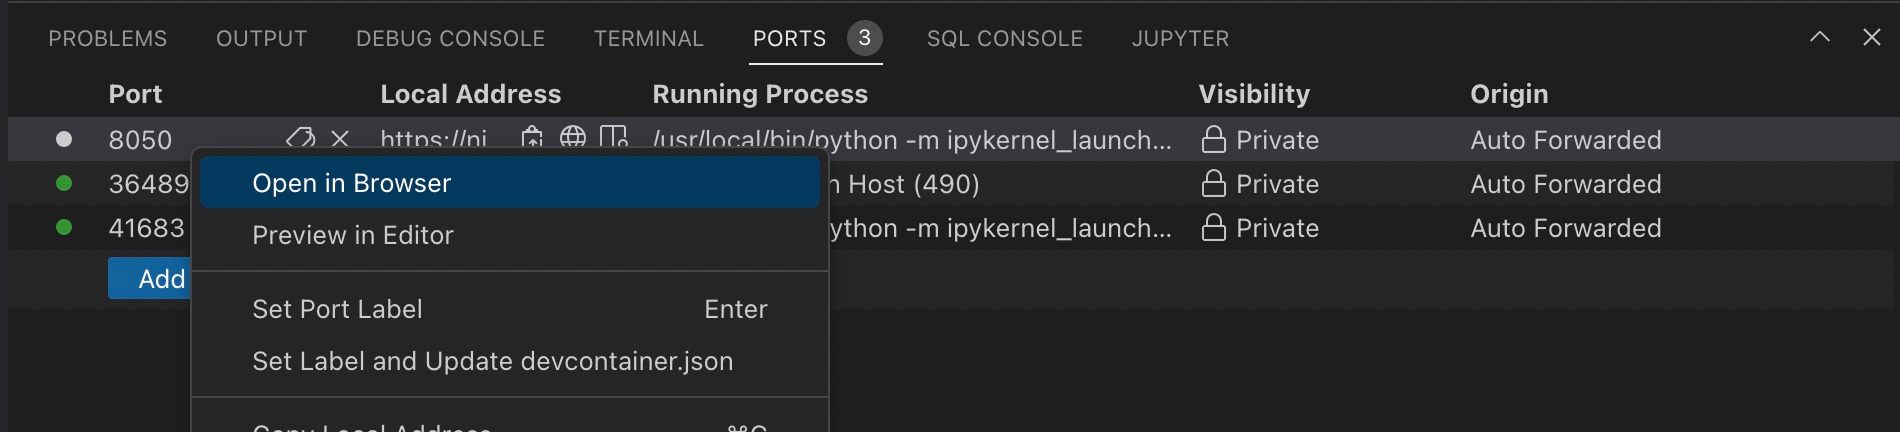 PROBLEMS OUTPUT DEBUG CONSOLE TERMINAL PORTS 3 SQL CONSOLE JUPYTER
Port Local Address Running Process Visibility Origin
8050 https://ni /usr/local/bin/python -m ipykernel_launch... Private Auto Forwarded
36489 n Host (490) Private Auto Forwarded
41683 ython -m ipykernel_launch... Private Auto Forwarded
Add
Open in Browser
Preview in Editor
Set Port Label Enter
Set Label and Update devcontainer.json
Copy Local Address ⌘C